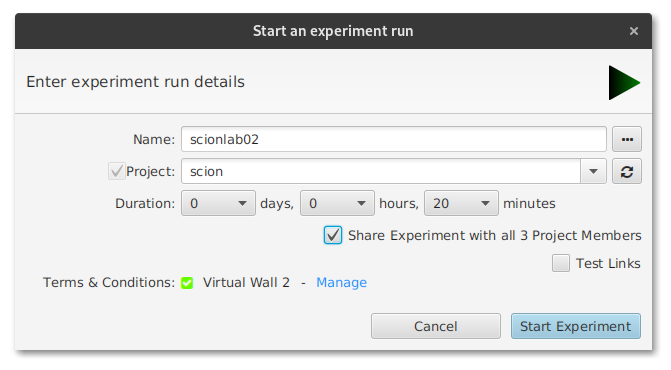 Start an experiment run ×
Enter experiment run details
Name: scionlab02 ...
Project: scion
Duration: 0 days, 0 hours, 20 minutes
Share Experiment with all 3 Project Members
Test Links
Terms & Conditions: Virtual Wall 2 - Manage
Cancel Start Experiment